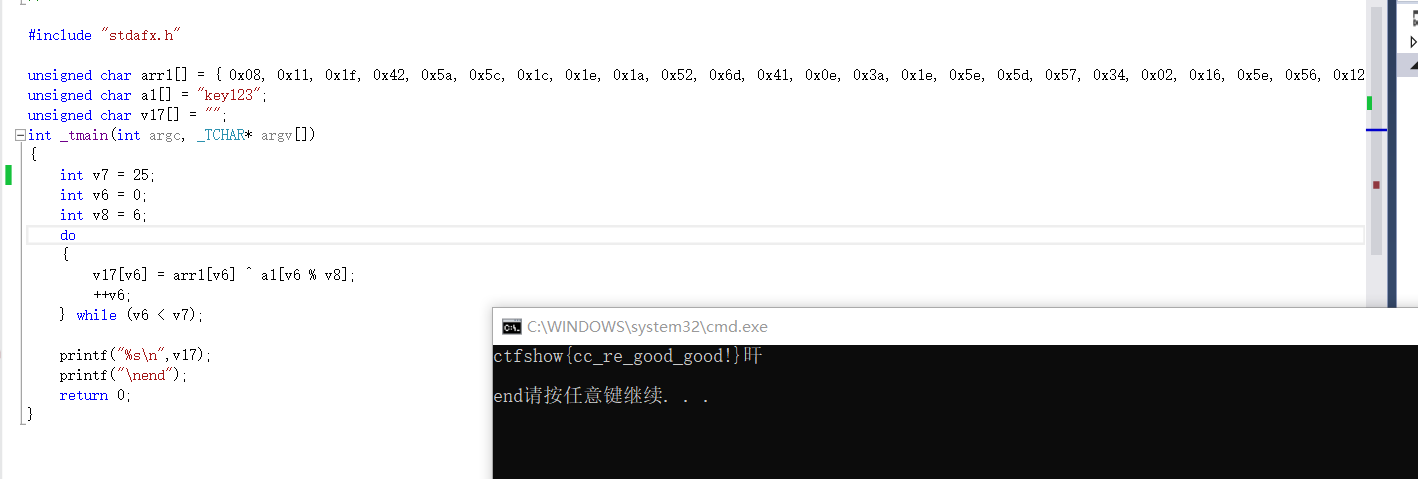 #include "stdafx.h"
unsigned char arr1[] = { 0x08, 0x11, 0x1f, 0x42, 0x5a, 0x5c, 0x1c, 0x1e, 0x1a, 0x52, 0x6d, 0x41, 0x0e, 0x3a, 0x1e, 0x5e, 0x5d, 0x57, 0x34, 0x02, 0x16, 0x5e, 0x56, 0x12
unsigned char a1[] = "key123";
unsigned char v17[] = "";
int _tmain(int argc, _TCHAR* argv[])
{
int v7 = 25;
int v6 = 0;
int v8 = 6;
do
{
v17[v6] = arr1[v6] ^ a1[v6 % v8];
++v6;
} while (v6 < v7);
printf("%s\n",v17);
printf("\nend");
return 0;
}
C:\WINDOWS\system32\cmd.exe
ctfshow{cc_re_good_good!}旰
end请按任意键继续. . .